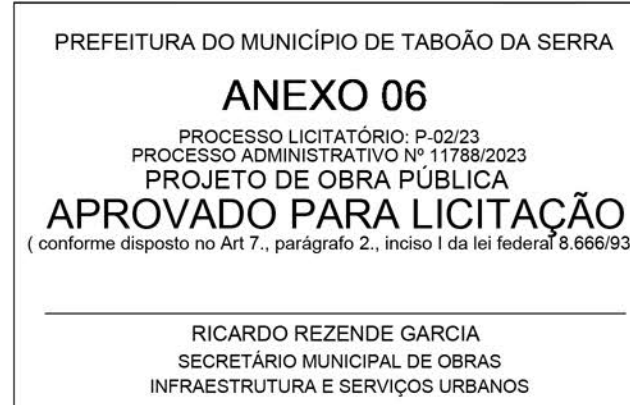 PREFEITURA DO MUNICÍPIO DE TABOÃO DA SERRA
ANEXO 06
PROCESSO LICITATÓRIO: P-02/23
PROCESSO ADMINISTRATIVO Nº 11788/2023
PROJETO DE OBRA PÚBLICA
APROVADO PARA LICITAÇÃO
( conforme disposto no Art 7., parágrafo 2., inciso I da lei federal 8.666/93
RICARDO REZENDE GARCIA
SECRETÁRIO MUNICIPAL DE OBRAS
INFRAESTRUTURA E SERVIÇOS URBANOS